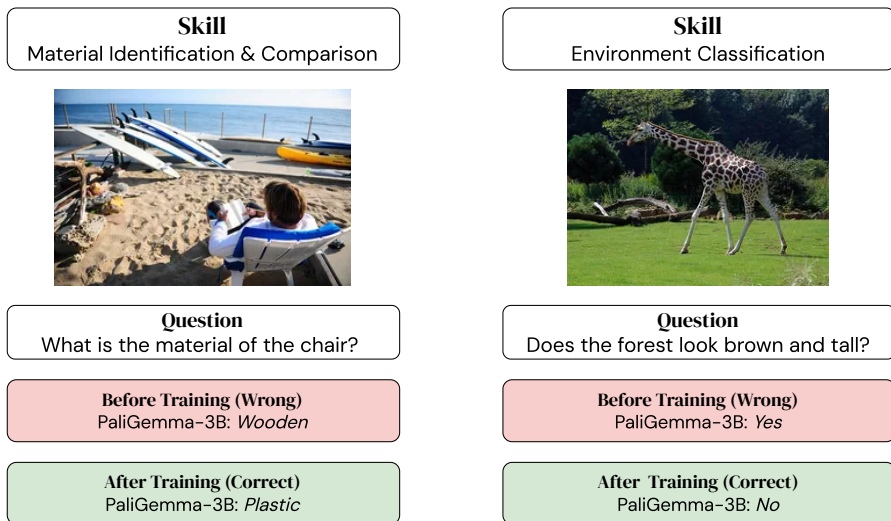 Skill
Material Identification & Comparison
Question
What is the material of the chair?
Before Training (Wrong)
PaliGemma-3B: Wooden
After Training (Correct)
PaliGemma-3B: Plastic
Skill
Environment Classification
Question
Does the forest look brown and tall?
Before Training (Wrong)
PaliGemma-3B: Yes
After Training (Correct)
PaliGemma-3B: No